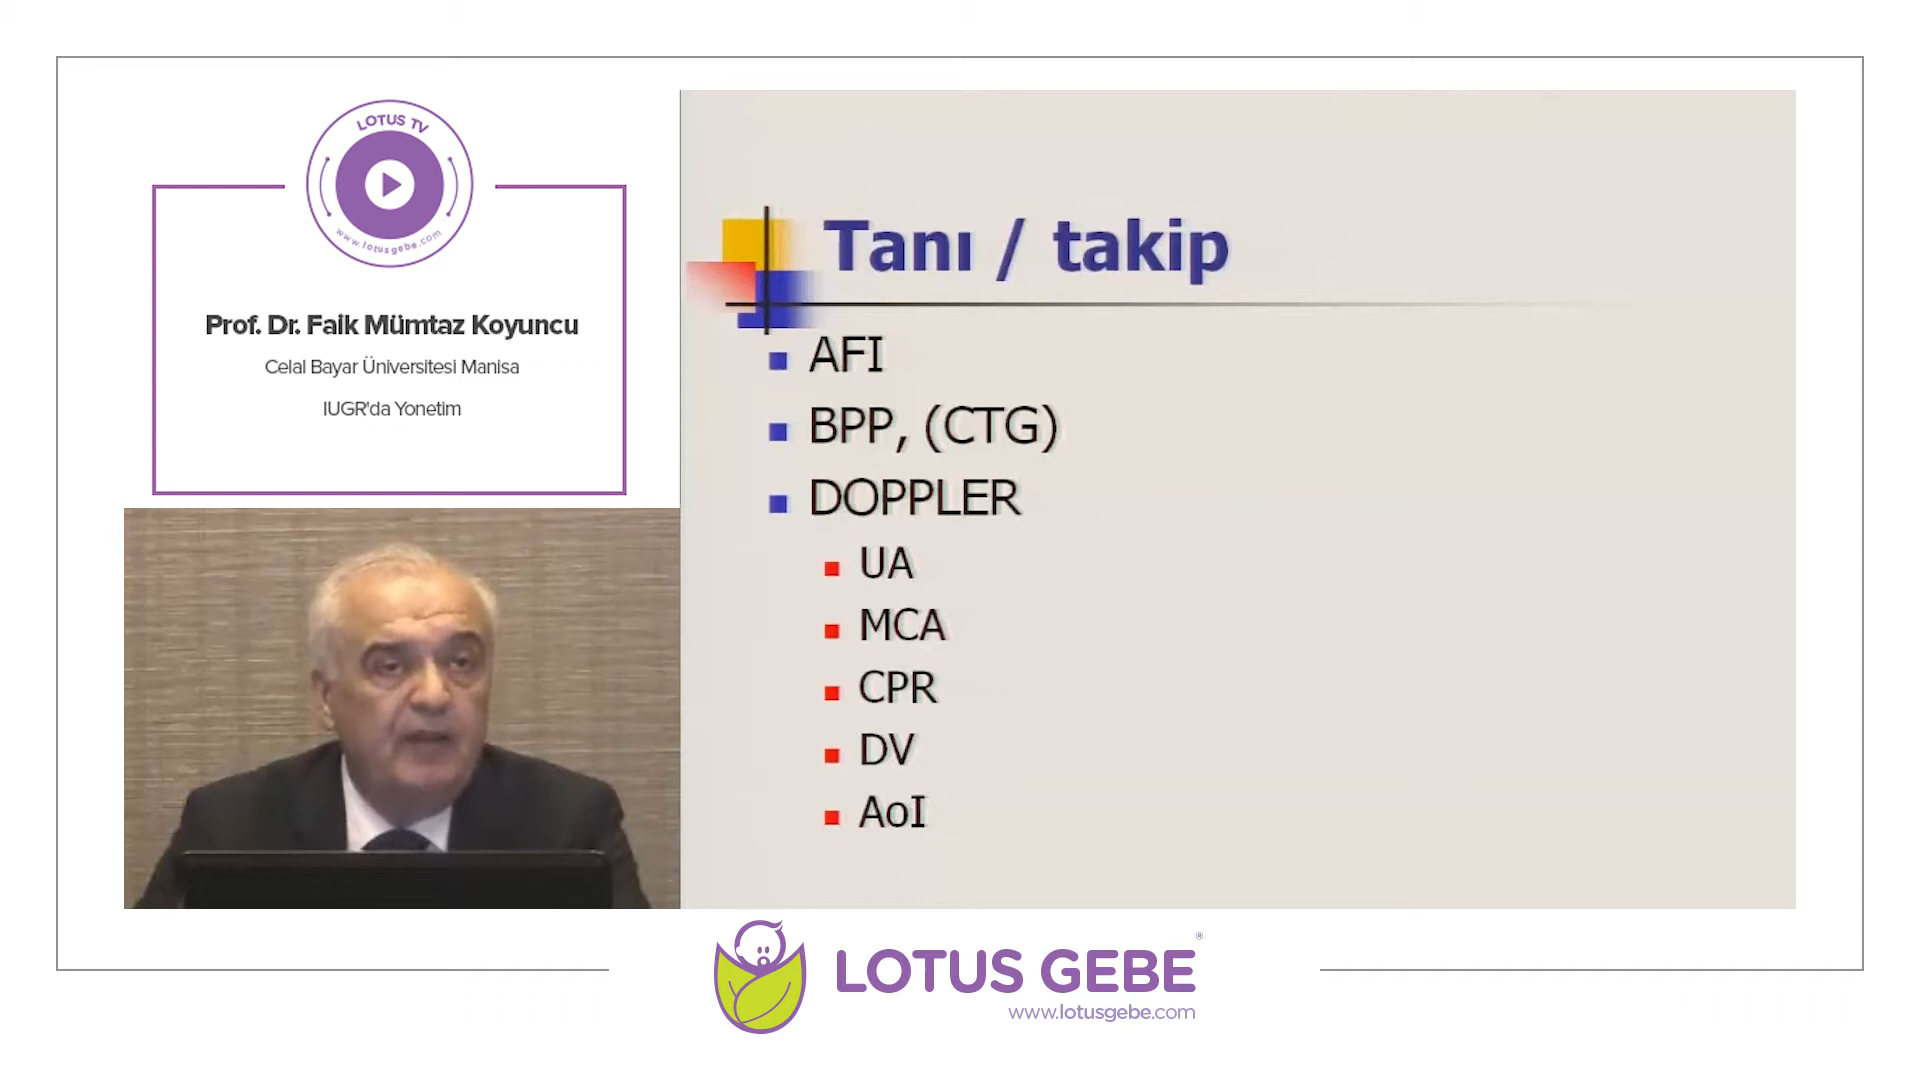 LOTUS TV
www.lotusgebe.com
Prof. Dr. Faik Mümtaz Koyuncu
Celal Bayar Üniversitesi Manisa
IUGR'da Yonetim
Tanı / takip
AFI
BPP, (CTG)
DOPPLER
UA
MCA
CPR
DV
AoI
LOTUS GEBE®
www.lotusgebe.com